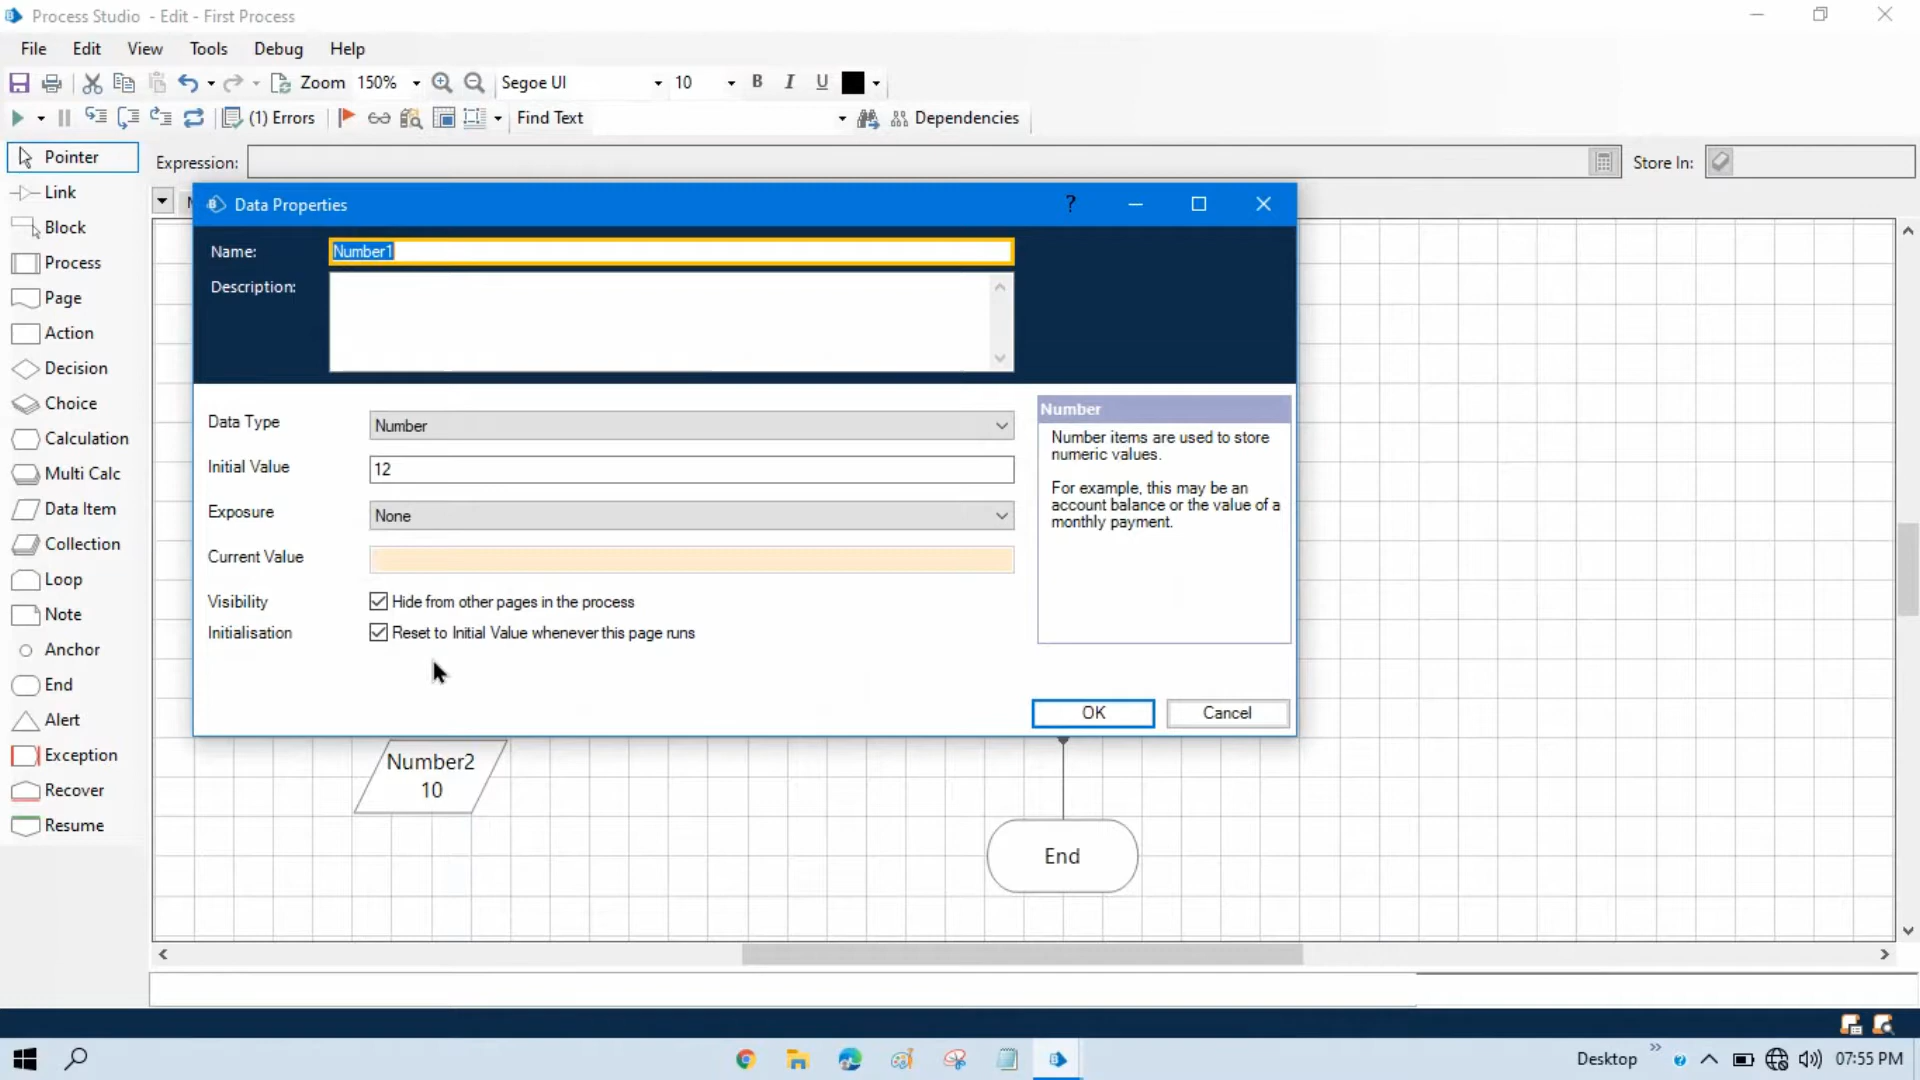 Process Studio - Edit - First Process
File Edit View Tools Debug Help
Zoom 150% Segoe UI 10 B I U
(1) Errors Find Text Dependencies
Pointer
Expression: Store In:
Link
Block
Process
Page
Action
Decision
Choice
Calculation
Multi Calc
Data Item
Collection
Loop
Note
Anchor
End
Alert
Exception
Recover
Resume
Data Properties ?
Name: Number1
Description:
Data Type Number
Initial Value 12
Exposure None
Current Value
Visibility Hide from other pages in the process
Initialisation Reset to Initial Value whenever this page runs
Number
Number items are used to store
numeric values.
For example, this may be an
account balance or the value of a
monthly payment.
OK Cancel
Number2
10
End
Desktop 07:55 PM